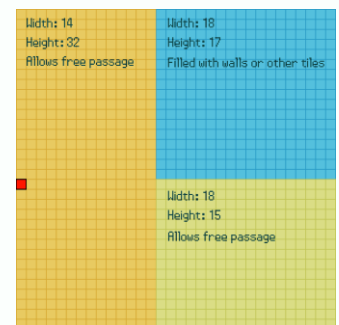 Width: 14
Height: 32
Allows free passage
Width: 18
Height: 17
Filled with walls or other tiles
Width: 18
Height: 15
Allows free passage